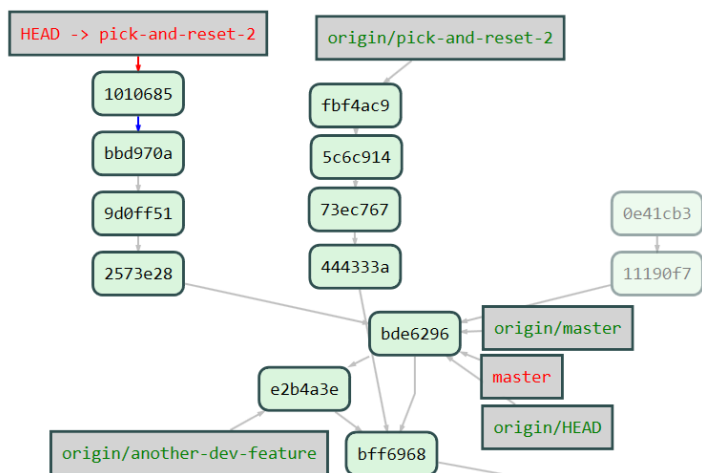 HEAD -> pick-and-reset-2
origin/pick-and-reset-2
1010685
fbf4ac9
bbd970a
5c6c914
9d0ff51
73ec767
0e41cb3
2573e28
444333a
11190f7
bde6296
origin/master
master
e2b4a3e
origin/HEAD
origin/another-dev-feature
bff6968